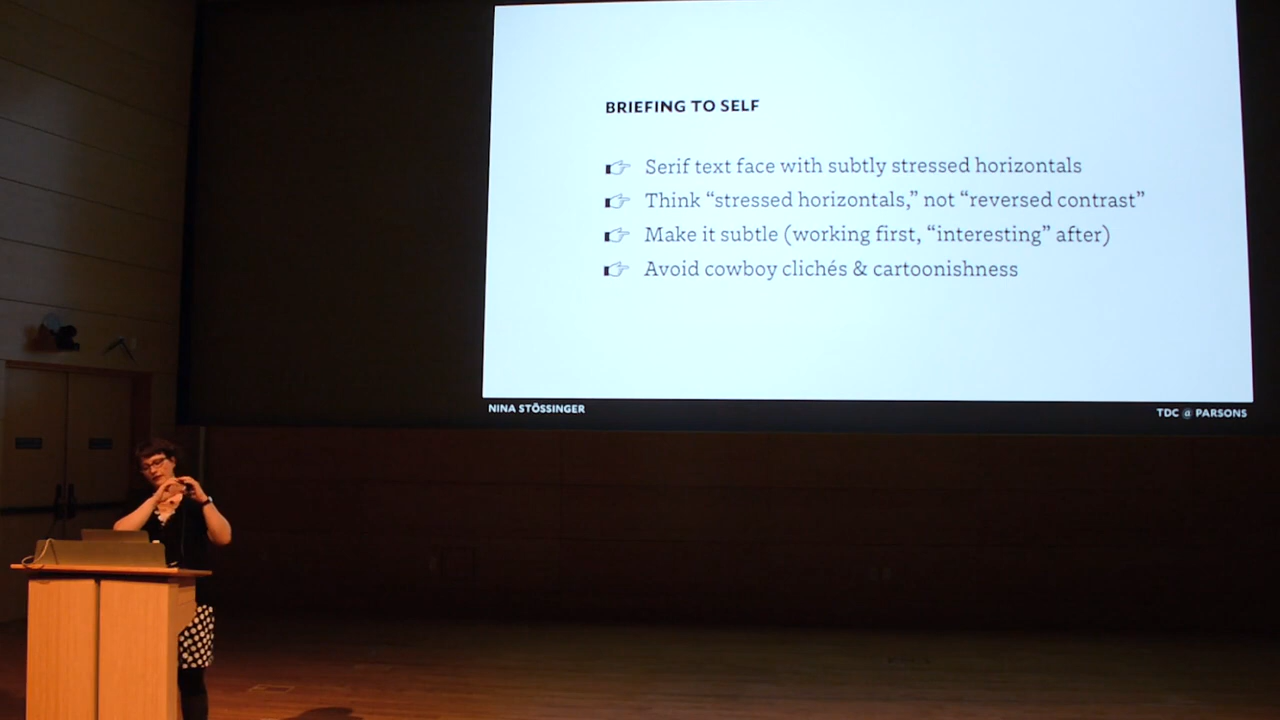 BRIEFING TO SELF
☞ Serif text face with subtly stressed horizontals
☞ Think “stressed horizontals,” not “reversed contrast”
☞ Make it subtle (working first, “interesting” after)
☞ Avoid cowboy clichés & cartoonishness
NINA STÖSSINGER
TDC @ PARSONS